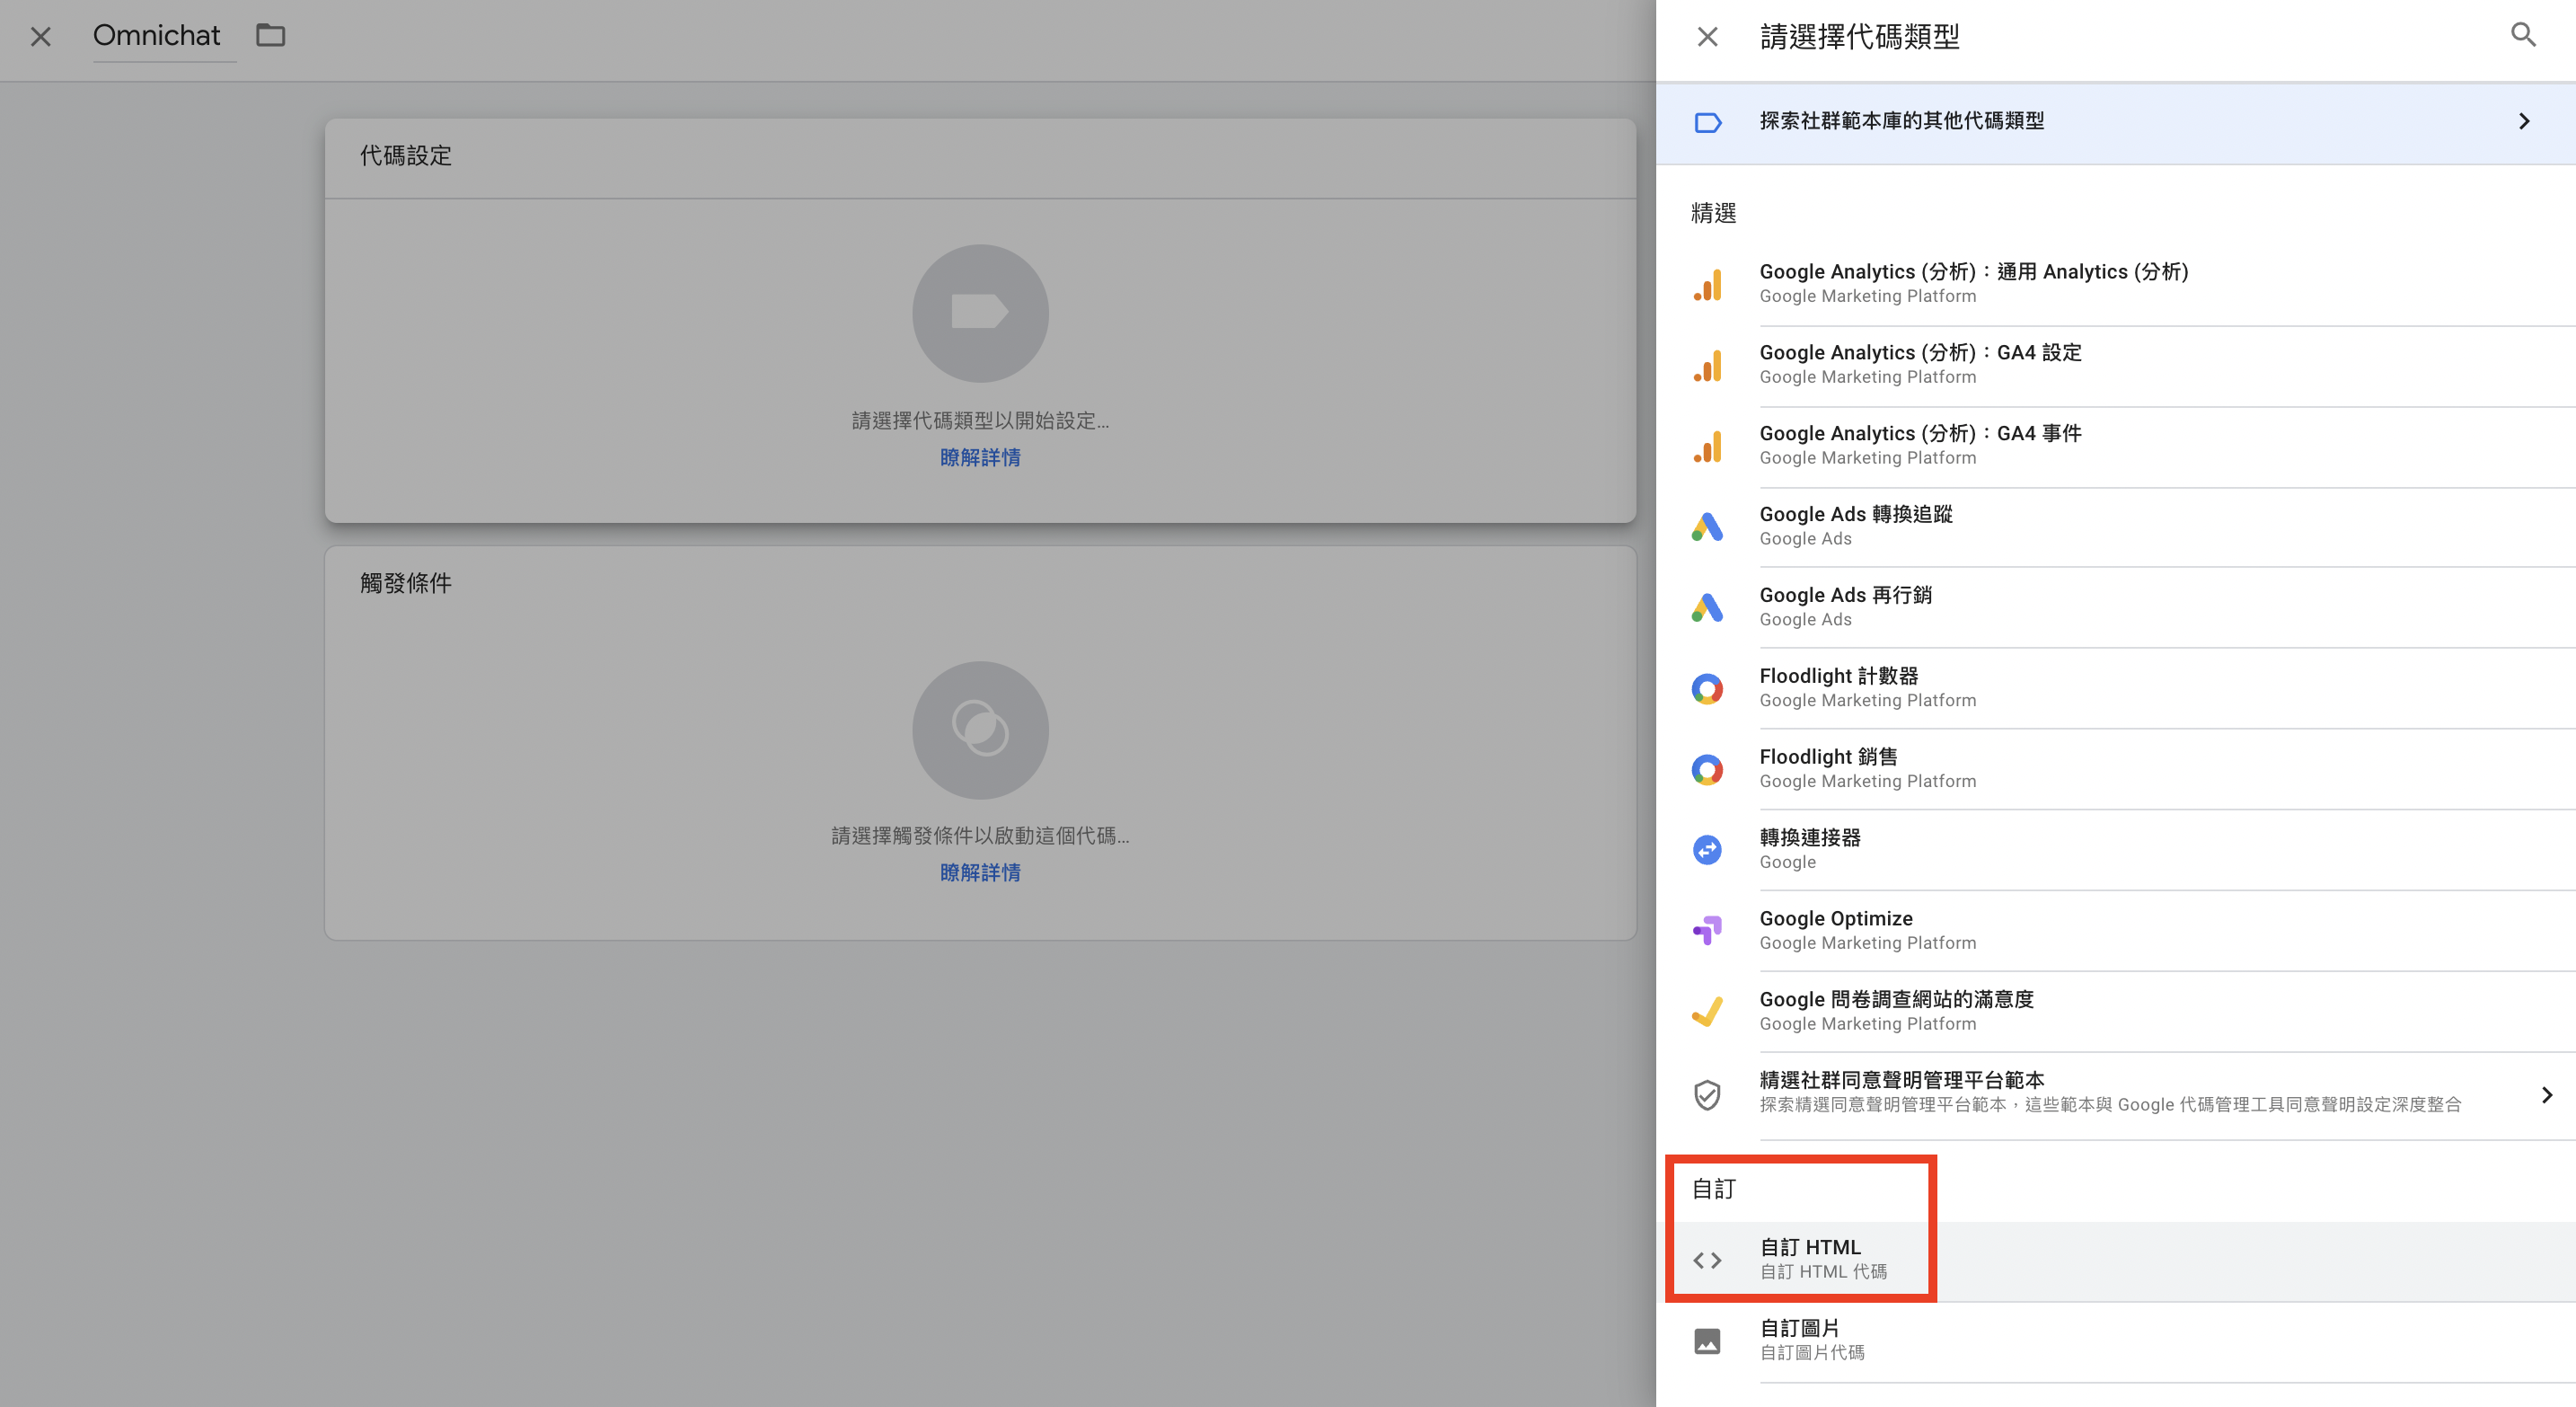 Omnichat
代碼設定
請選擇代碼類型以開始設定...
瞭解詳情
觸發條件
請選擇觸發條件以啟動這個代碼...
瞭解詳情
請選擇代碼類型
探索社群範本庫的其他代碼類型
精選
Google Analytics (分析)：通用 Analytics (分析)
Google Marketing Platform
Google Analytics (分析)：GA4 設定
Google Marketing Platform
Google Analytics (分析)：GA4 事件
Google Marketing Platform
Google Ads 轉換追蹤
Google Ads
Google Ads 再行銷
Google Ads
Floodlight 計數器
Google Marketing Platform
Floodlight 銷售
Google Marketing Platform
轉換連接器
Google
Google Optimize
Google Marketing Platform
Google 問卷調查網站的滿意度
Google Marketing Platform
精選社群同意聲明管理平台範本
探索精選同意聲明管理平台範本，這些範本與 Google 代碼管理工具同意聲明設定深度整合
自訂
自訂 HTML
自訂 HTML 代碼
自訂圖片
自訂圖片代碼